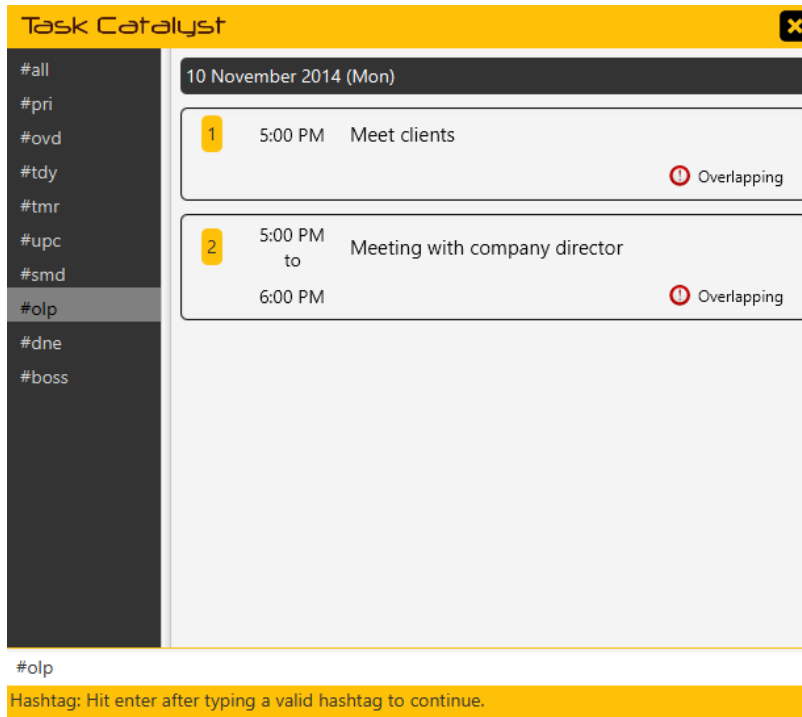 Task Catalyst
#all
#pri
#ovd
#tdy
#tmr
#upc
#smd
#olp
#dne
#boss
10 November 2014 (Mon)
1 5:00 PM Meet clients
Overlapping
2 5:00 PM to 6:00 PM Meeting with company director
Overlapping
#olp
Hashtag: Hit enter after typing a valid hashtag to continue.